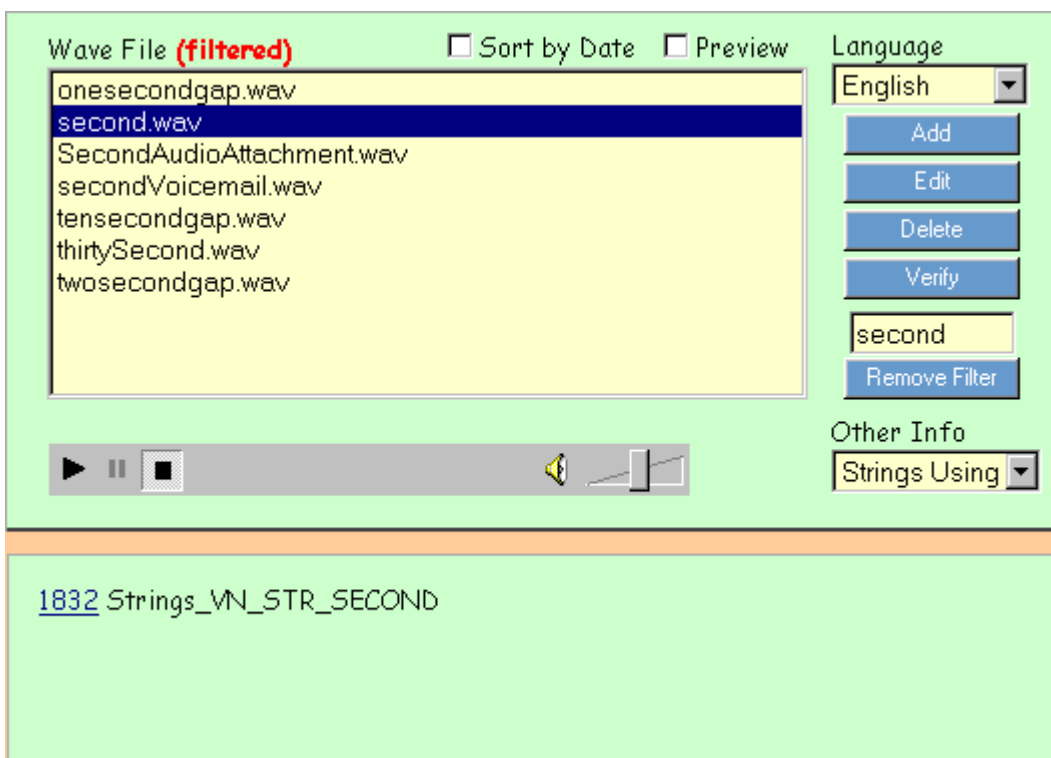 Wave File (filtered)
Sort by Date
Preview
Language
English
onesecondgap.wav
second.wav
SecondAudioAttachment.wav
secondVoicemail.wav
tensecondgap.wav
thirtySecond.wav
twosecondgap.wav
Add
Edit
Delete
Verify
second
Remove Filter
Other Info
Strings Using
1832 Strings_VN_STR_SECOND